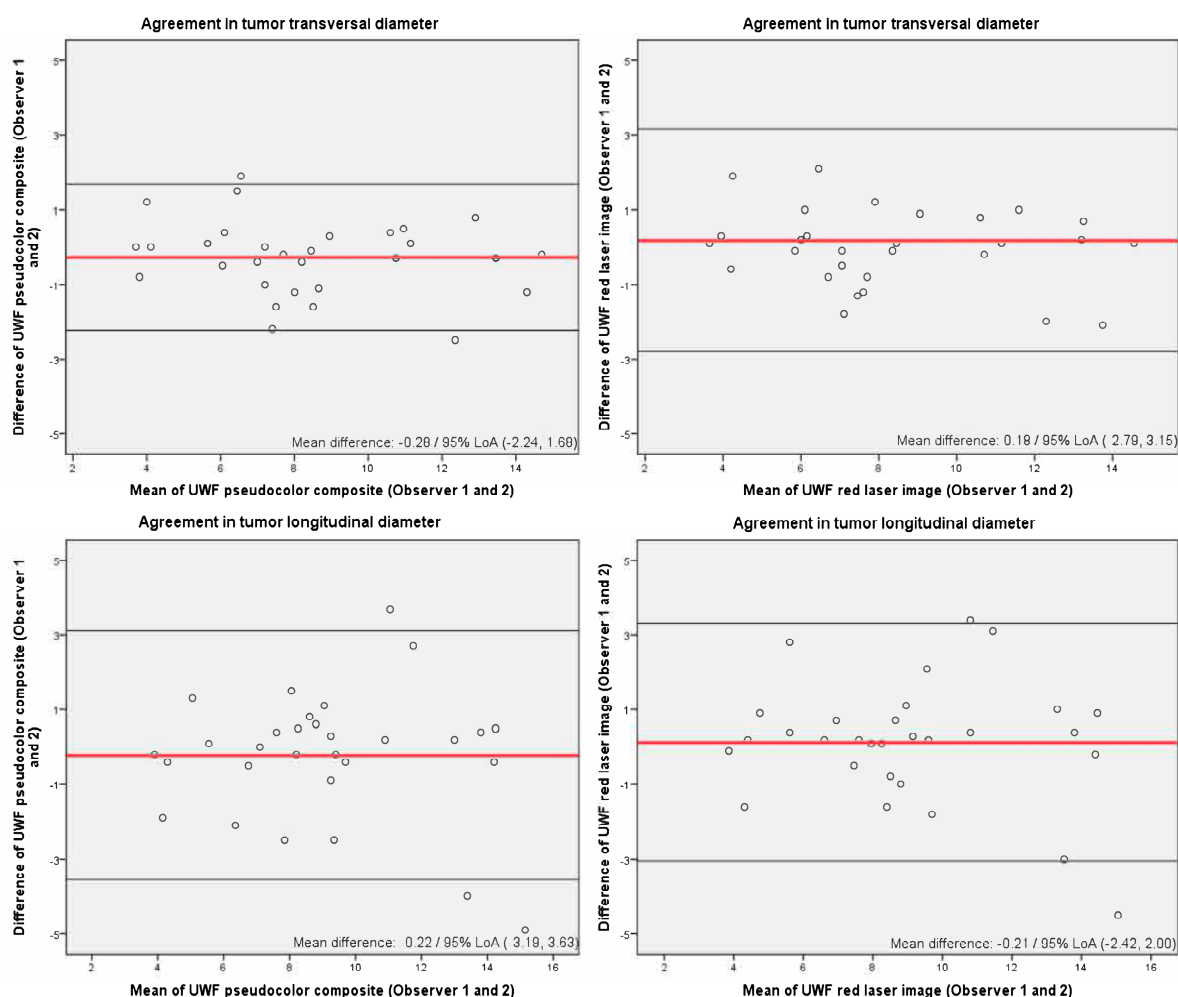 Agreement in tumor transversal diameter
Difference of UWF pseudocolor composite (Observer 1
and 2)
5
3
1
-1
-3
-5
Mean difference: -0.28 / 95% LoA (-2.24, 1.68)
2 4 6 8 10 12 14
Mean of UWF pseudocolor composite (Observer 1 and 2)
Agreement in tumor transversal diameter
Difference of UWF red laser image (Observer 1 and 2)
5
3
1
-1
-3
-5
Mean difference: 0.18 / 95% LoA ( 2.79, 3.15)
2 4 6 8 10 12 14
Mean of UWF red laser image (Observer 1 and 2)
Agreement in tumor longitudinal diameter
Difference of UWF pseudocolor composite (Observer 1
and 2)
5
3
1
-1
-3
-5
Mean difference: 0.22 / 95% LoA ( 3.19, 3.63)
2 4 6 8 10 12 14 16
Mean of UWF pseudocolor composite (Observer 1 and 2)
Agreement in tumor longitudinal diameter
Difference of UWF red laser image (Observer 1 and 2)
5
3
1
-1
-3
-5
Mean difference: -0.21 / 95% LoA (-2.42, 2.00)
2 4 6 8 10 12 14 16
Mean of UWF red laser image (Observer 1 and 2)